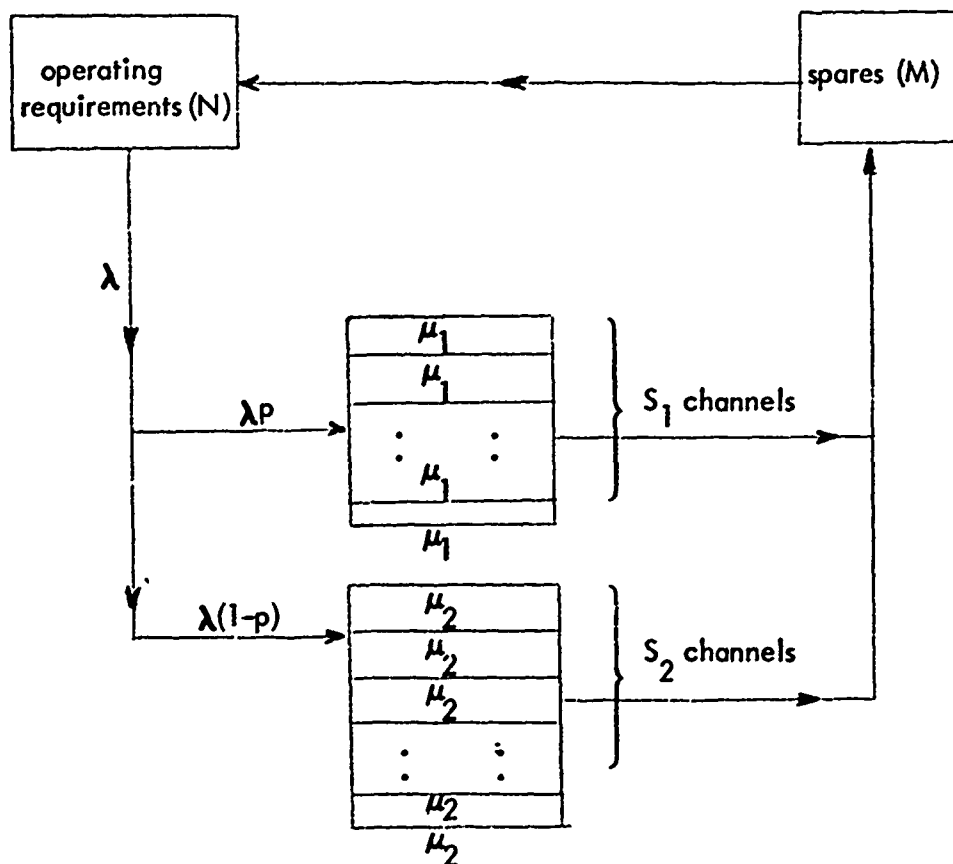 operating
requirements (N)
spares (M)
λ
λp
μ1
μ1
μ1
μ1
S1 channels
λ(1-p)
μ2
μ2
μ2
μ2
μ2
S2 channels